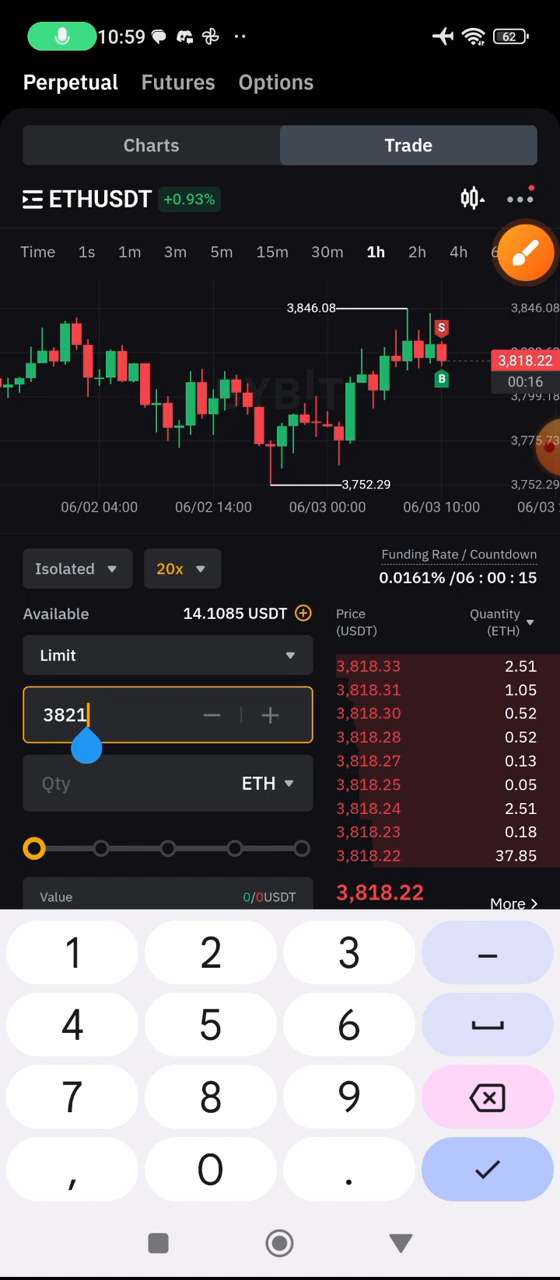 10:59
62
Perpetual Futures Options
Charts Trade
ETHUSDT +0.93%
Time 1s 1m 3m 5m 15m 30m 1h 2h 4h
3,846.08 3,846.08
S
3,818.22
00:16
B
BYBIT
3,799.18
3,775.73
3,752.29 3,752.29
06/02 04:00 06/02 14:00 06/03 00:00 06/03 10:00 06/03
Isolated 20x
Funding Rate / Countdown
0.0161% /06 : 00 : 15
Available 14.1085 USDT
Limit
3821
Qty ETH
Value 0/0USDT
Price (USDT) Quantity (ETH)
3,818.33 2.51
3,818.31 1.05
3,818.30 0.52
3,818.28 0.52
3,818.27 0.13
3,818.25 0.05
3,818.24 2.51
3,818.23 0.18
3,818.22 37.85
3,818.22
More >
1 2 3 –
4 5 6
7 8 9
, 0 .